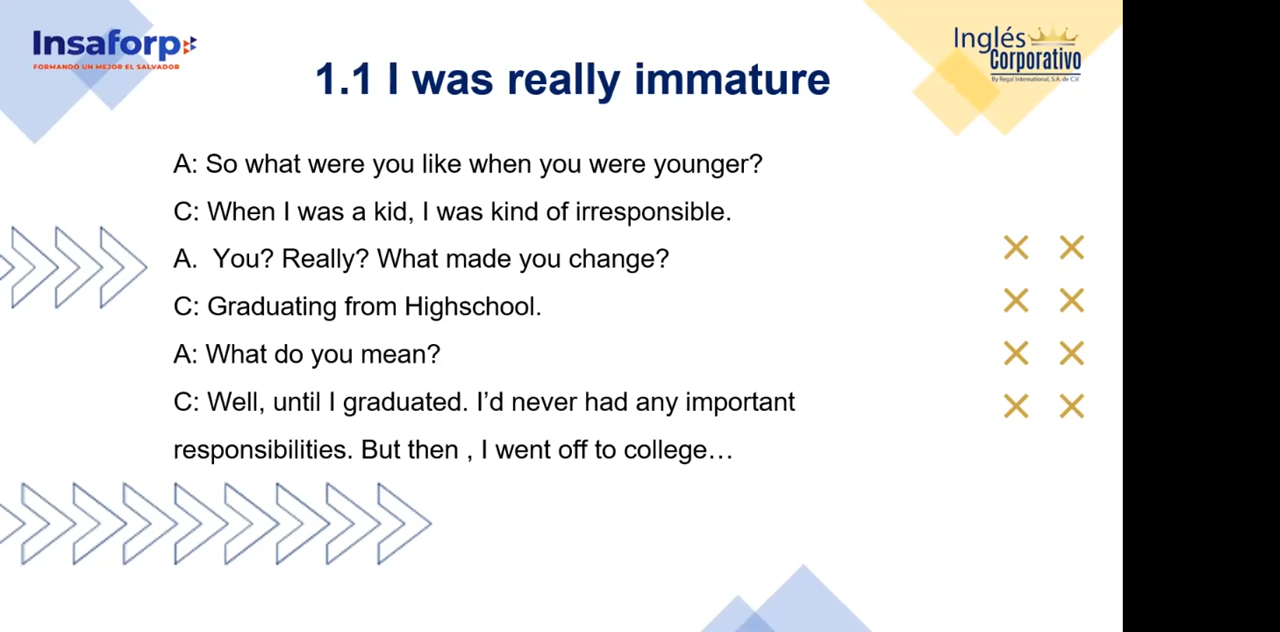 Insaforp
FORMANDO UN MEJOR EL SALVADOR
Inglés
Corporativo
By Regal International, S.A. de C.V.
1.1 I was really immature
A: So what were you like when you were younger?
C: When I was a kid, I was kind of irresponsible.
A. You? Really? What made you change?
C: Graduating from Highschool.
A: What do you mean?
C: Well, until I graduated. I’d never had any important
responsibilities. But then , I went off to college…